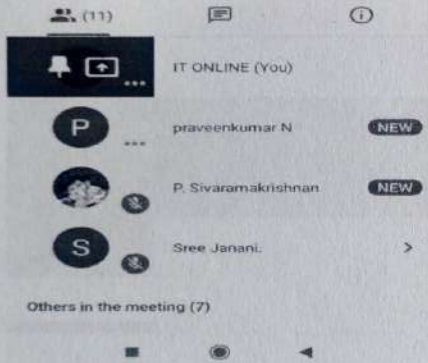 (11)
IT ONLINE (You)
P
praveenkumar N
NEW
P. Sivaramakrishnan
NEW
S
Sree Janani.
Others in the meeting (7)